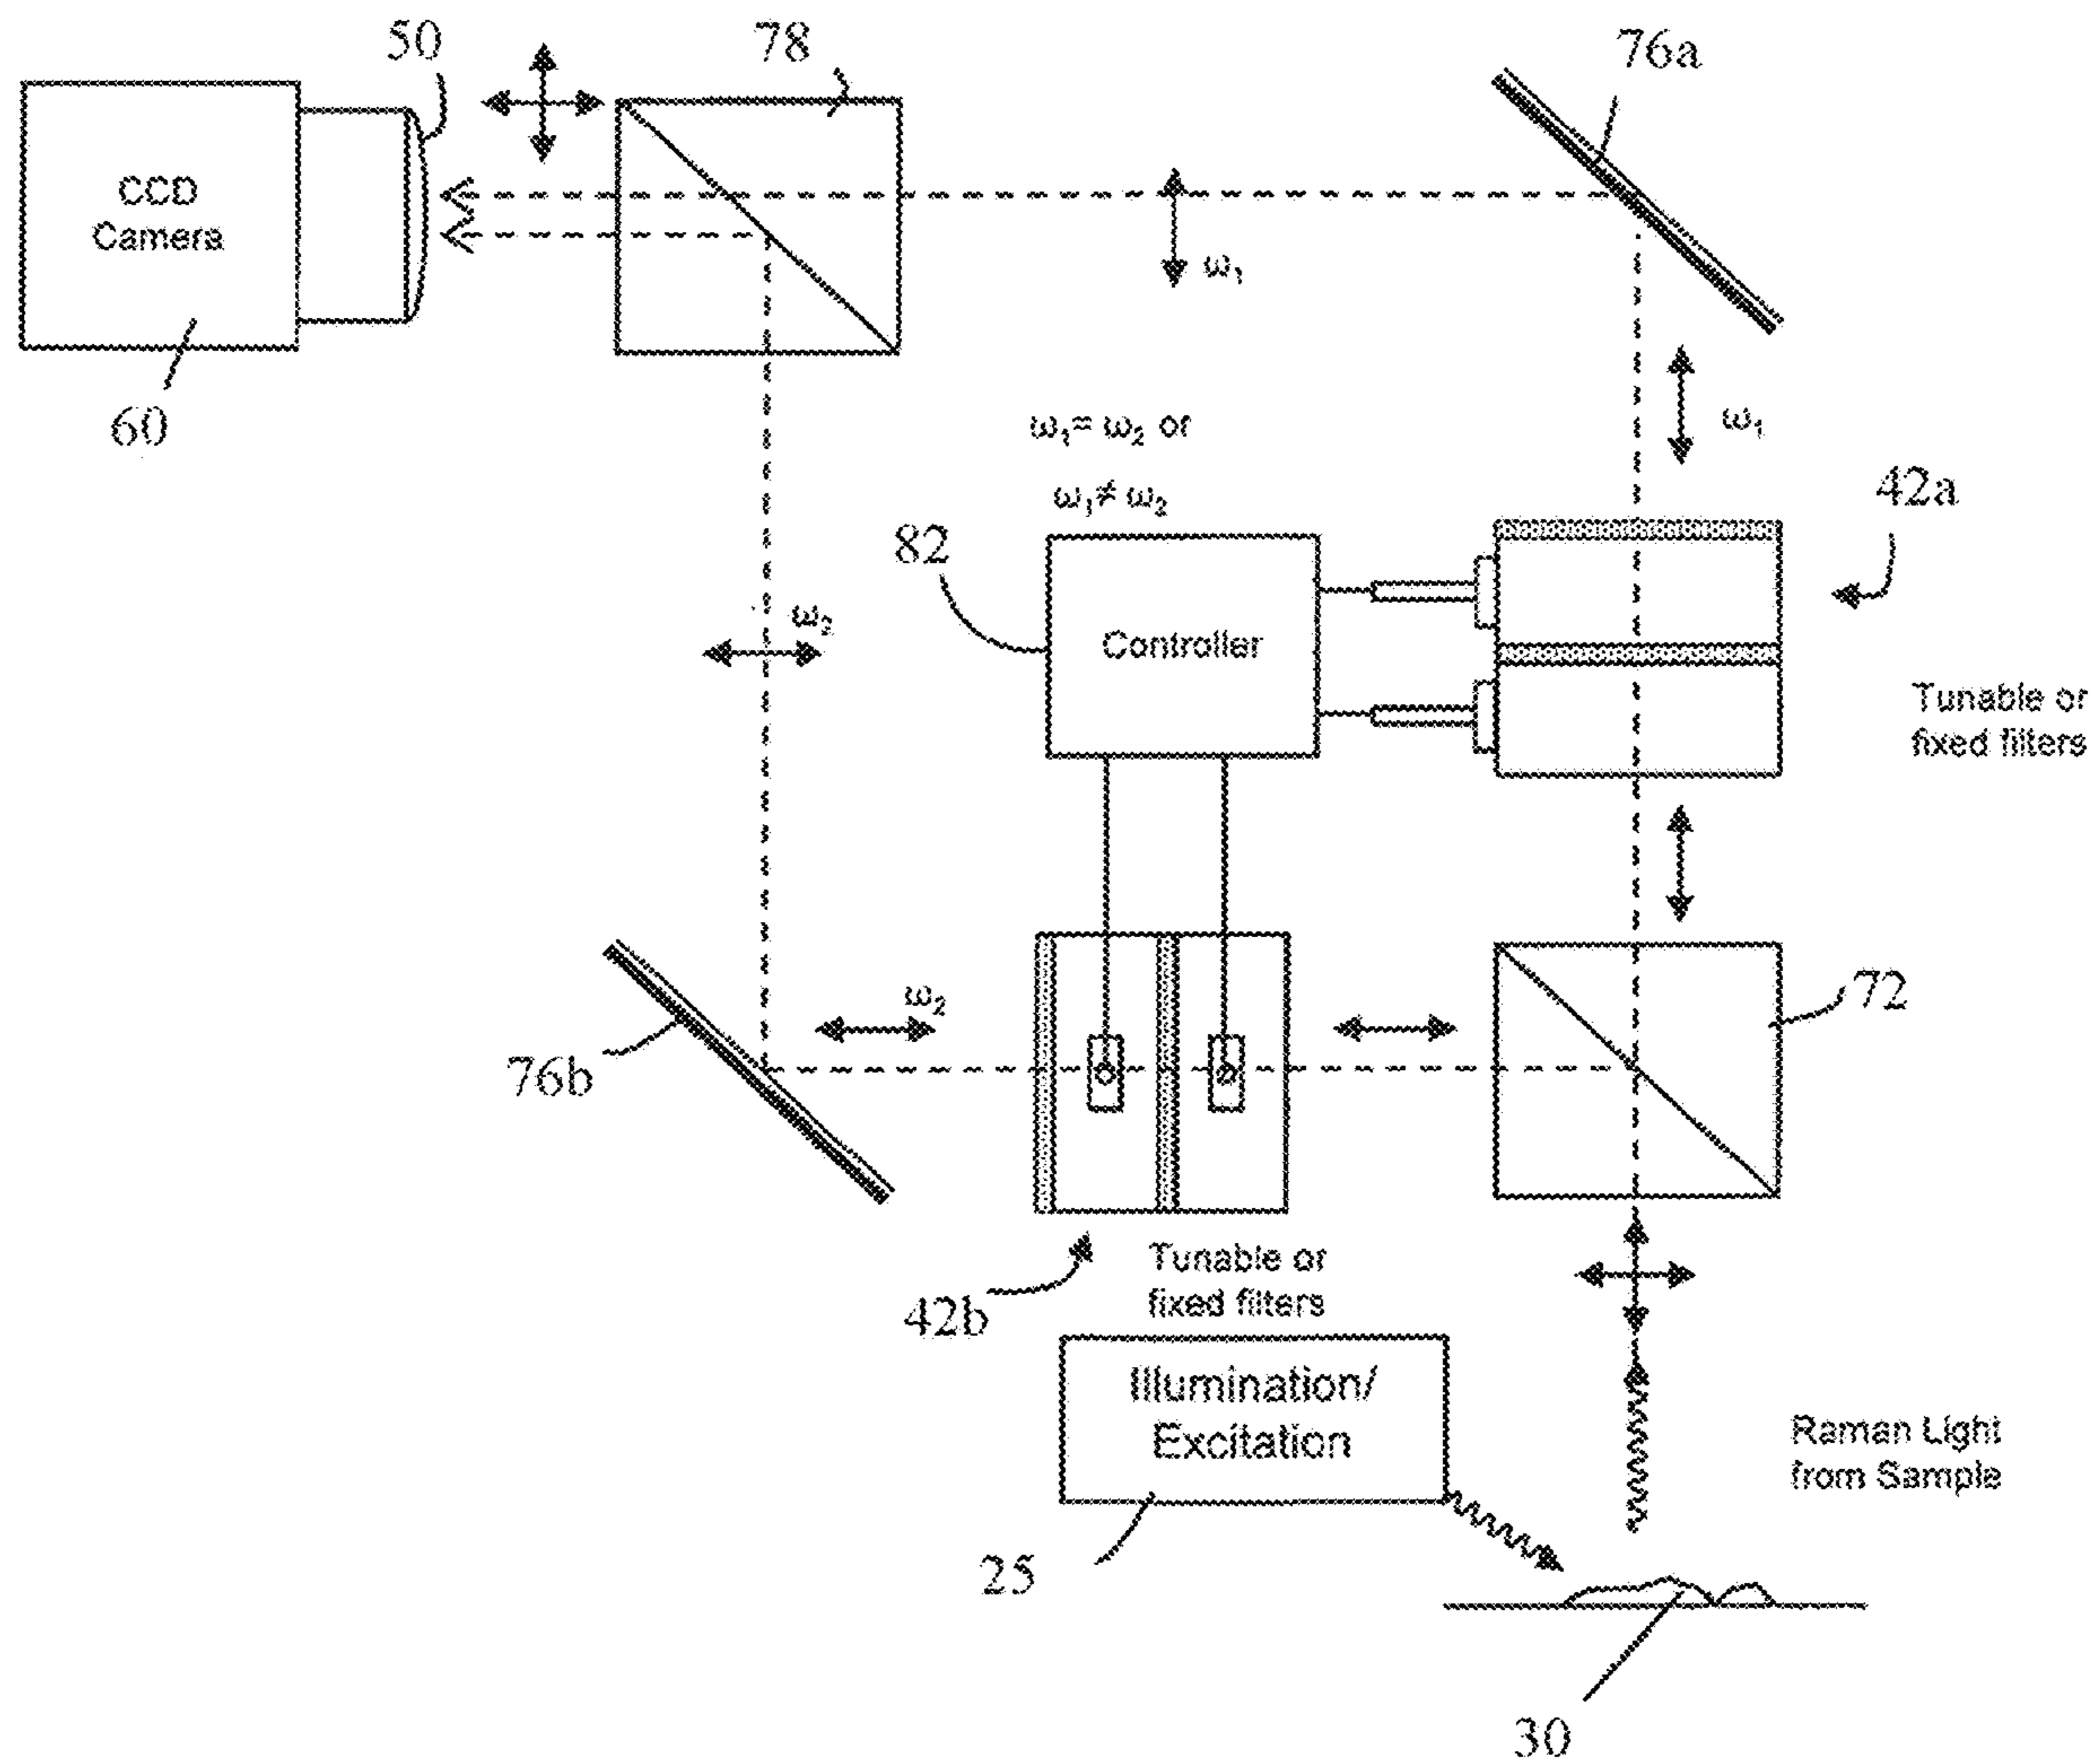 50
78
76a
CCD
Camera
ω₁
60
ω₁= ω₂ or
ω₁≠ ω₂
ω₁
42a
82
Controller
ω₂
Tunable or
fixed filters
ω₂
72
76b
42b
Tunable or
fixed filters
Illumination/
Excitation
Raman Light
from Sample
25
30